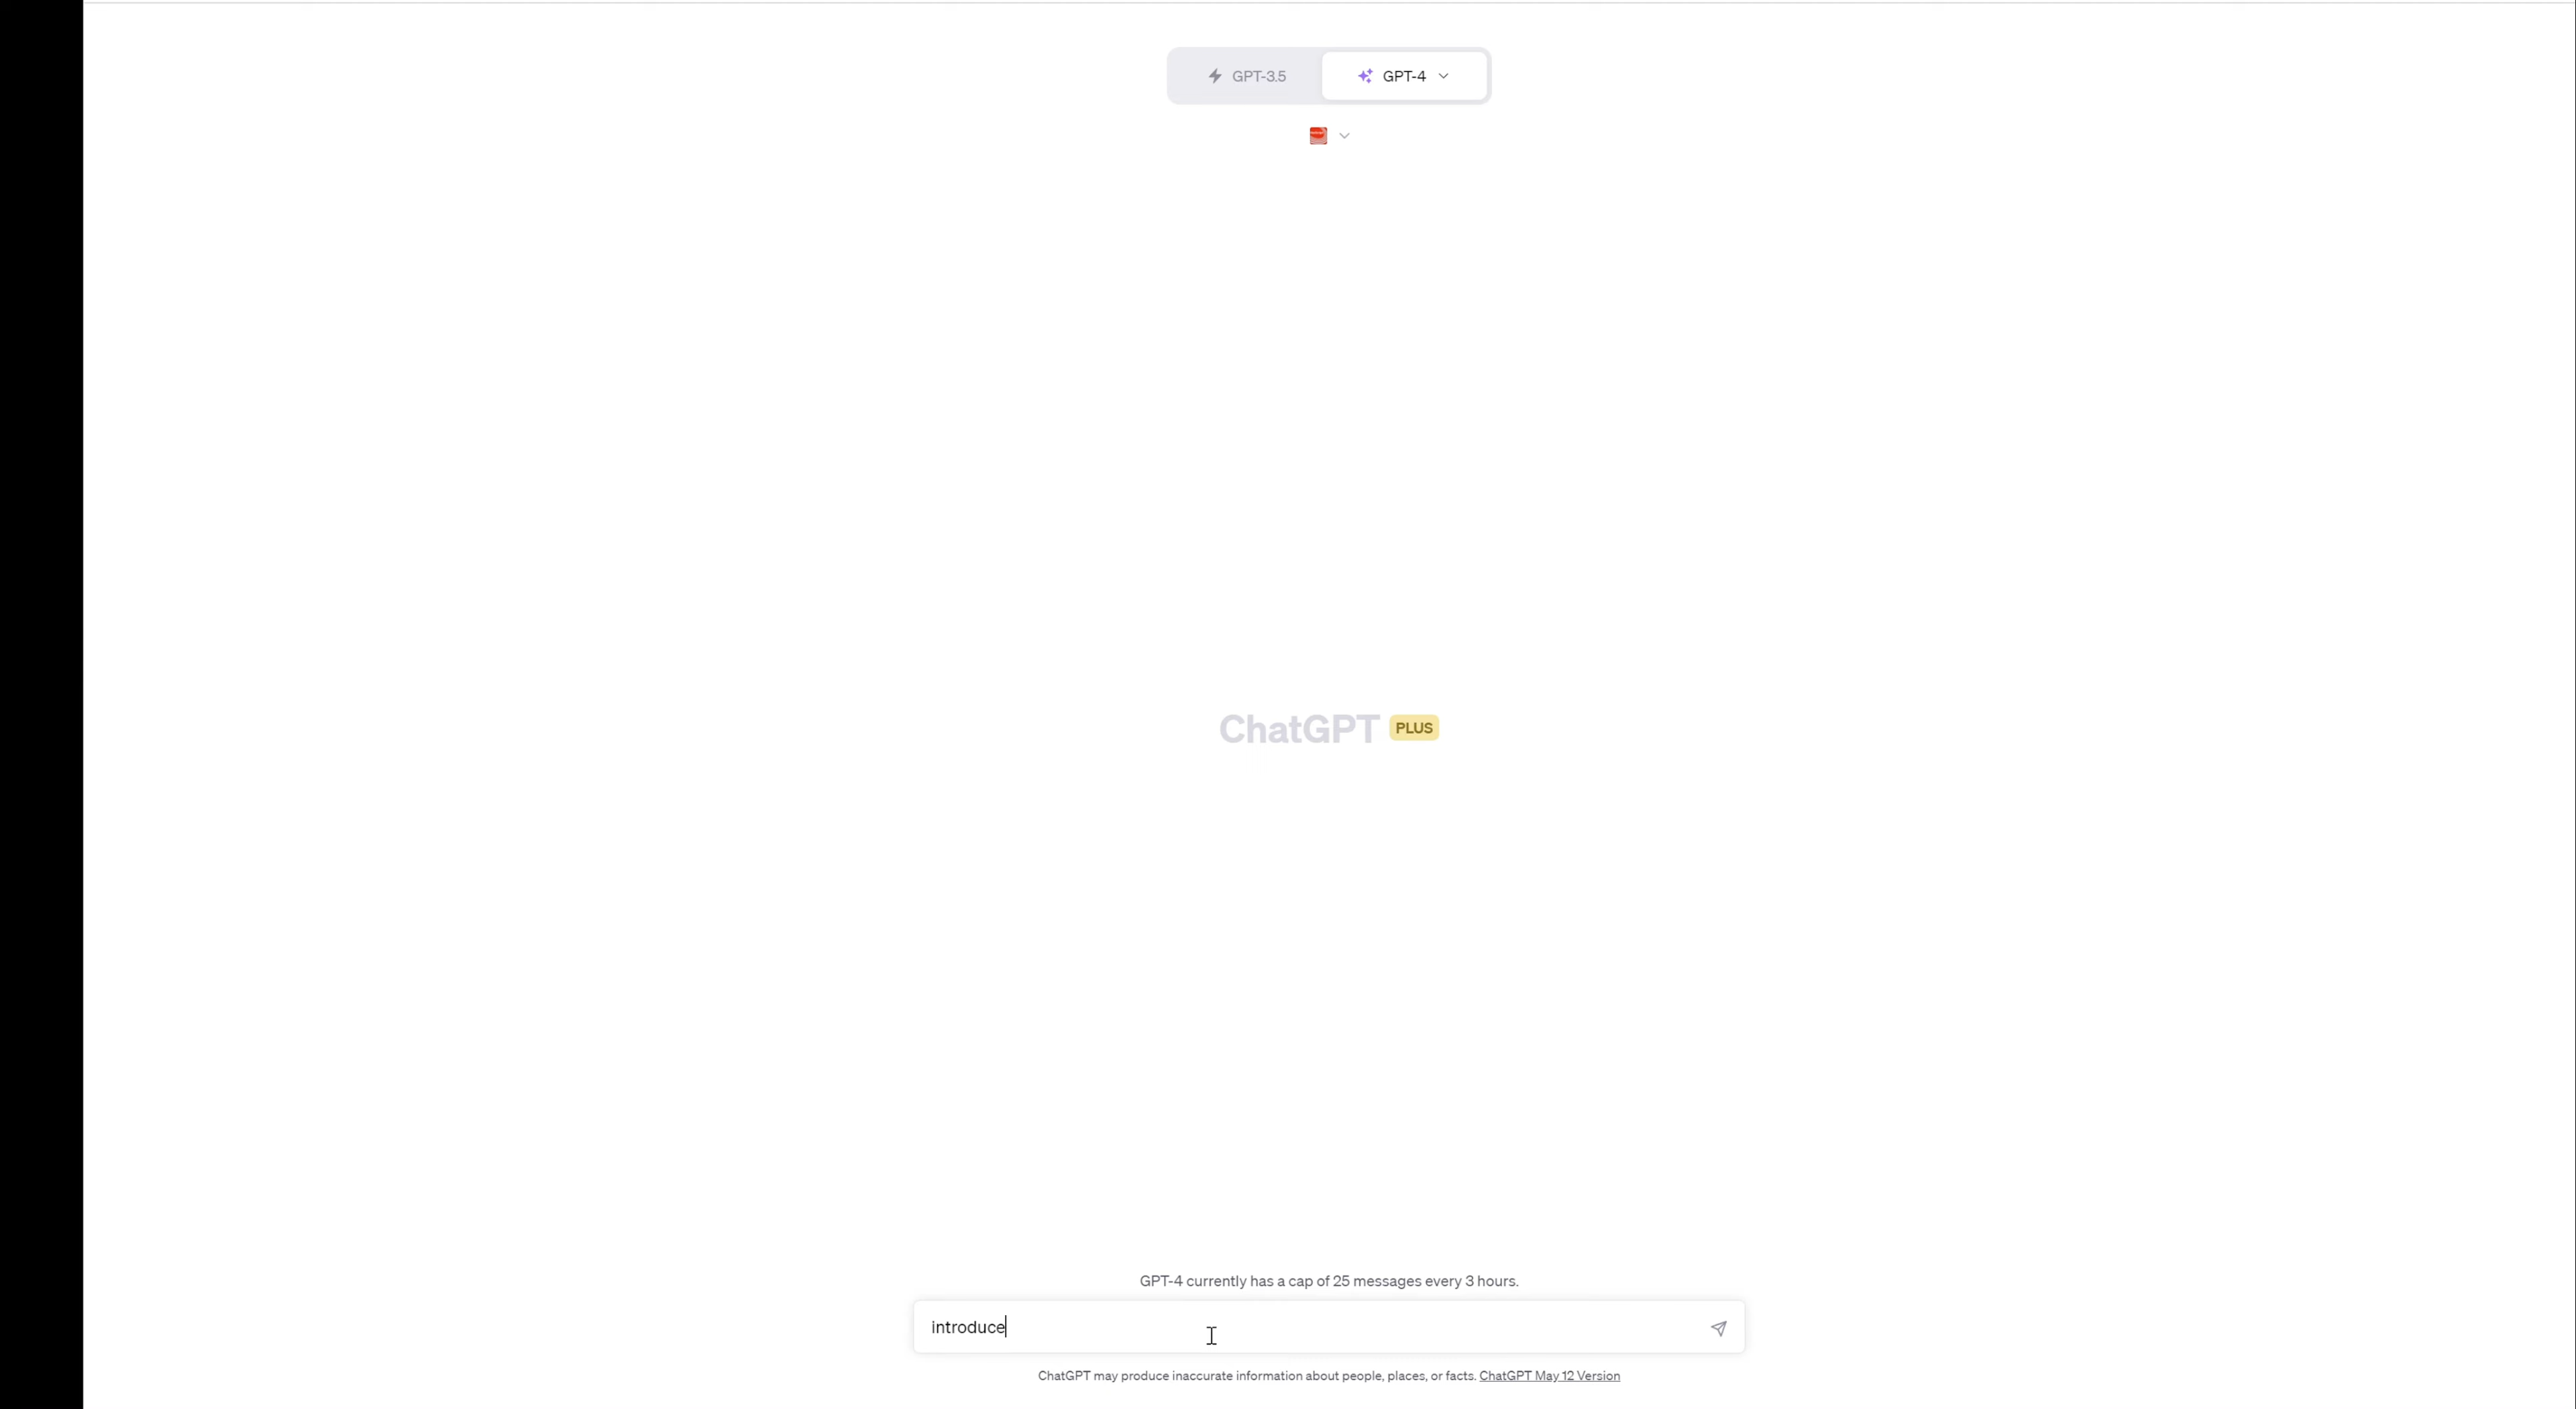 GPT-3.5
GPT-4
ChatGPT PLUS
GPT-4 currently has a cap of 25 messages every 3 hours.
introduce
ChatGPT may produce inaccurate information about people, places, or facts. ChatGPT May 12 Version